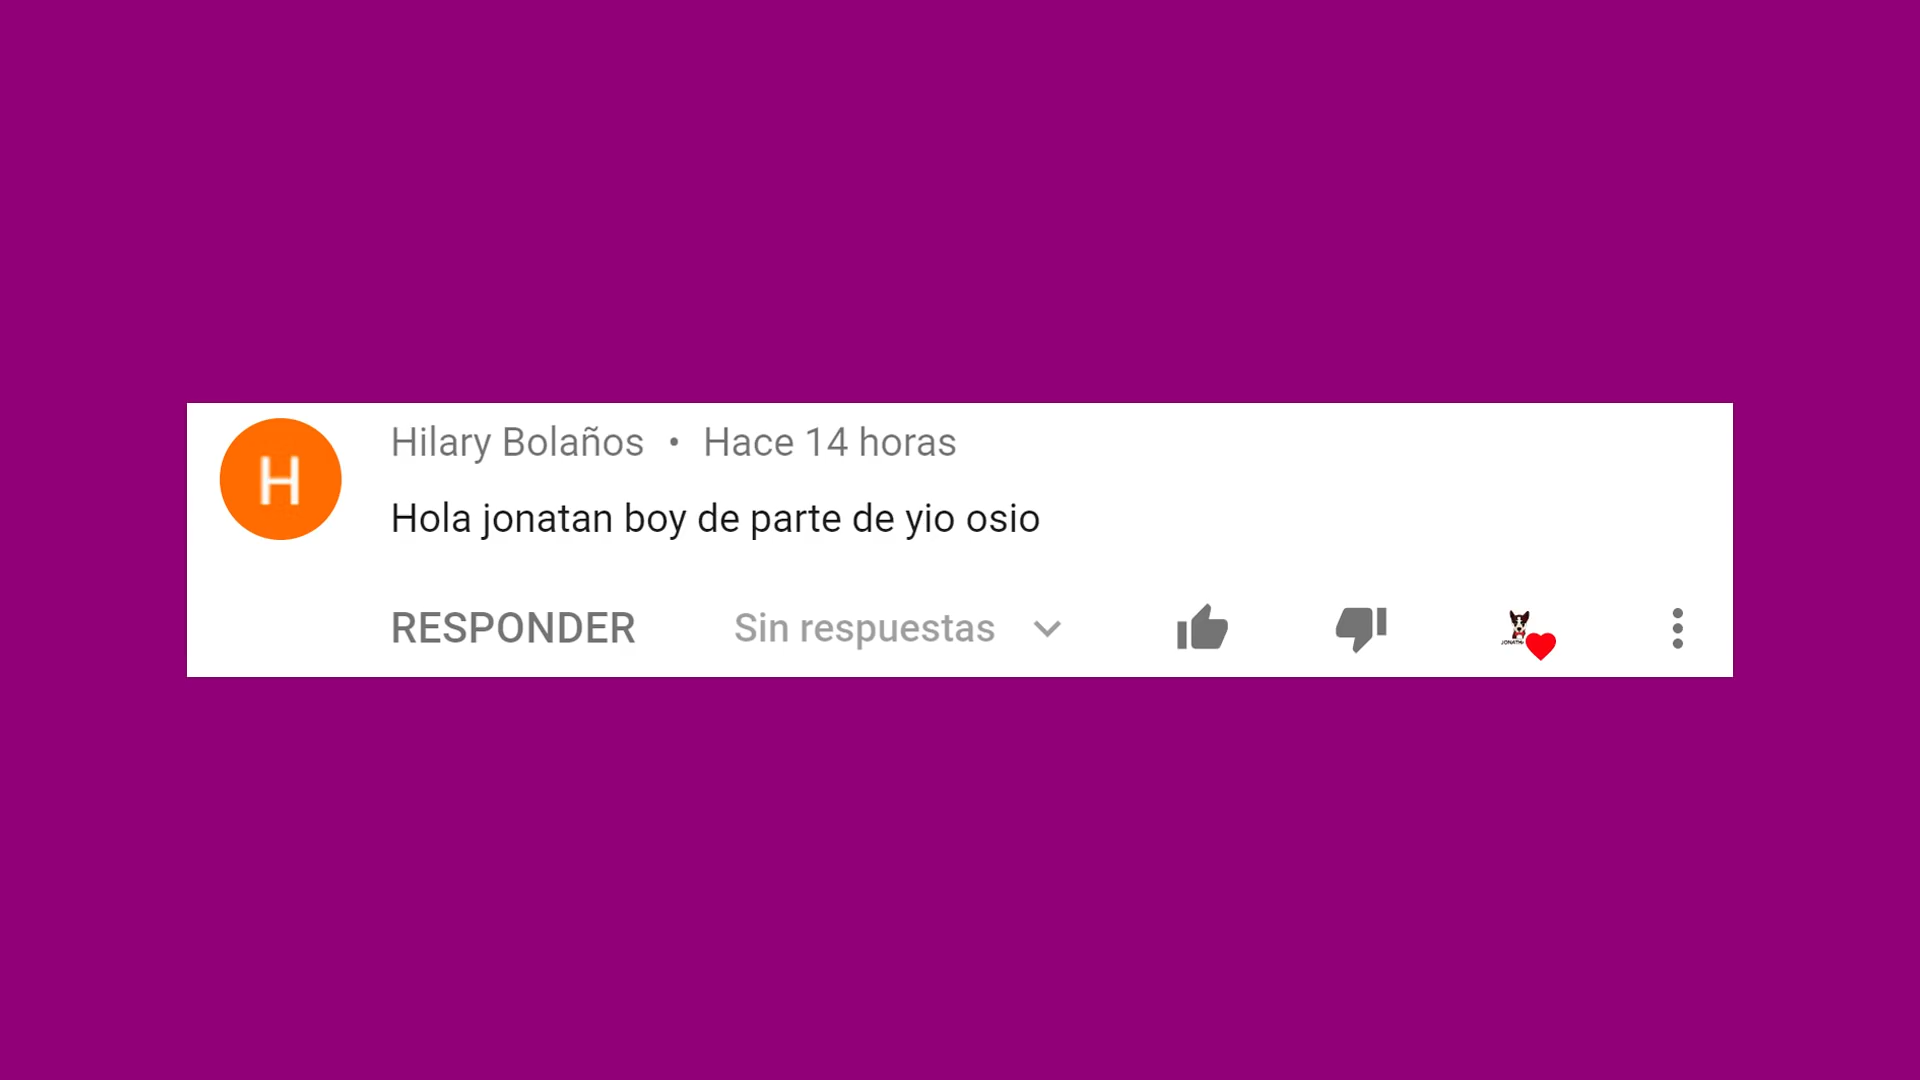 H
Hilary Bolaños • Hace 14 horas
Hola jonatan boy de parte de yio osio
RESPONDER Sin respuestas